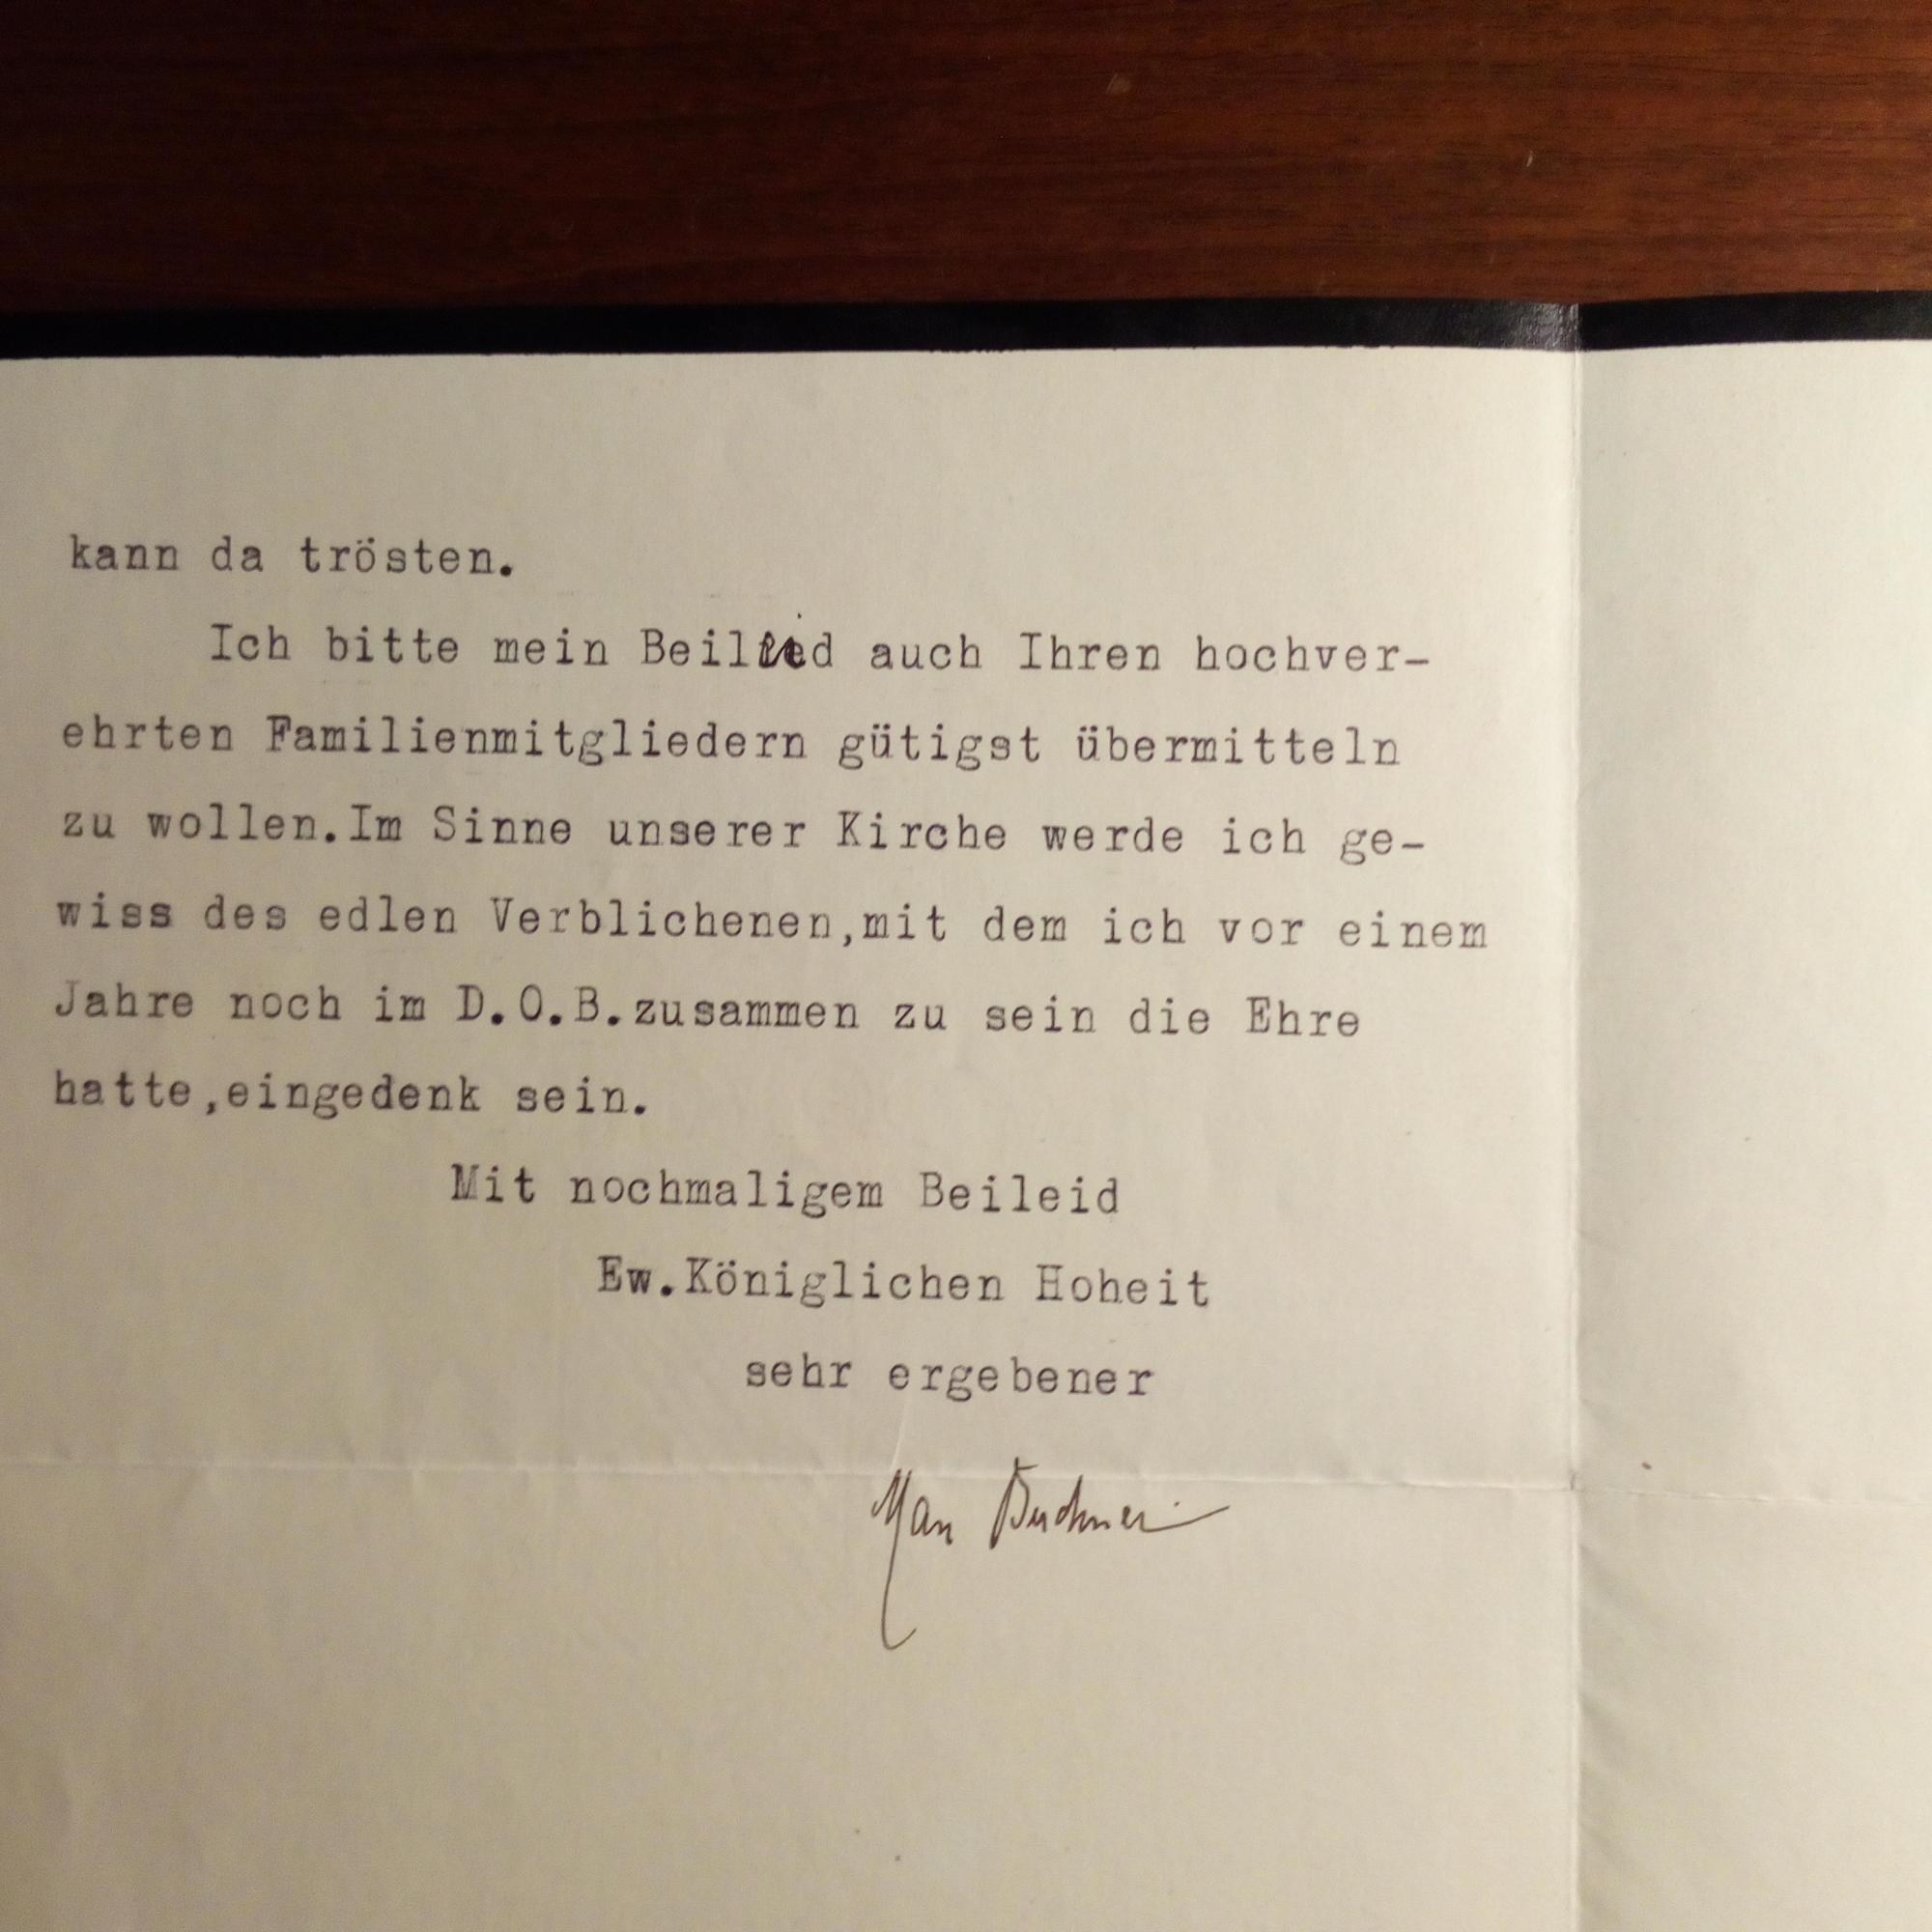 kann da trösten.
Ich bitte mein Beileid auch Ihren hochver-
ehrten Familienmitgliedern gütigst übermitteln
zu wollen.Im Sinne unserer Kirche werde ich ge-
wiss des edlen Verblichenen,mit dem ich vor einem
Jahre noch im D.O.B.zusammen zu sein die Ehre
hatte,eingedenk sein.
Mit nochmaligem Beileid
Ew.Königlichen Hoheit
sehr ergebener
Max Buchner